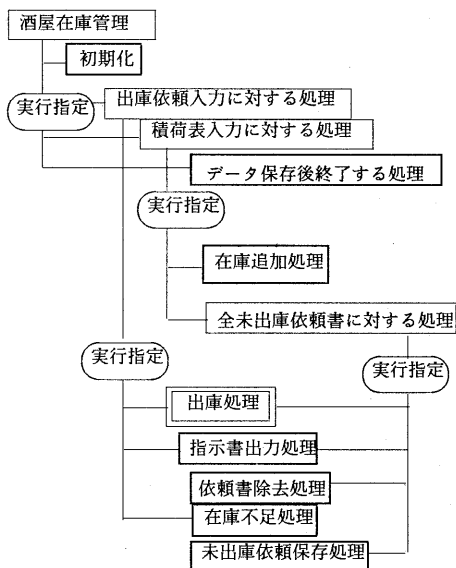 酒屋在庫管理
初期化
実行指定
出庫依頼入力に対する処理
積荷表入力に対する処理
データ保存後終了する処理
実行指定
在庫追加処理
全未出庫依頼書に対する処理
実行指定
実行指定
出庫処理
指示書出力処理
依頼書除去処理
在庫不足処理
未出庫依頼保存処理